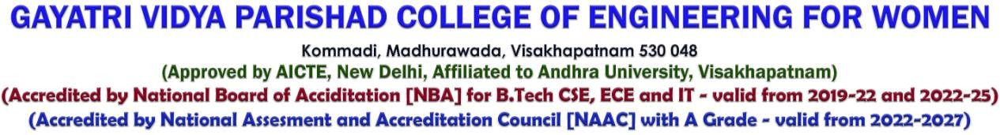 GAYATRI VIDYA PARISHAD COLLEGE OF ENGINEERING FOR WOMEN
Kommadi, Madhurawada, Visakhapatnam 530 048
(Approved by AICTE, New Delhi, Affiliated to Andhra University, Visakhapatnam)
(Accredited by National Board of Acciditation [NBA] for B.Tech CSE, ECE and IT - valid from 2019-22 and 2022-25)
(Accredited by National Assesment and Accreditation Council [NAAC] with A Grade - valid from 2022-2027)